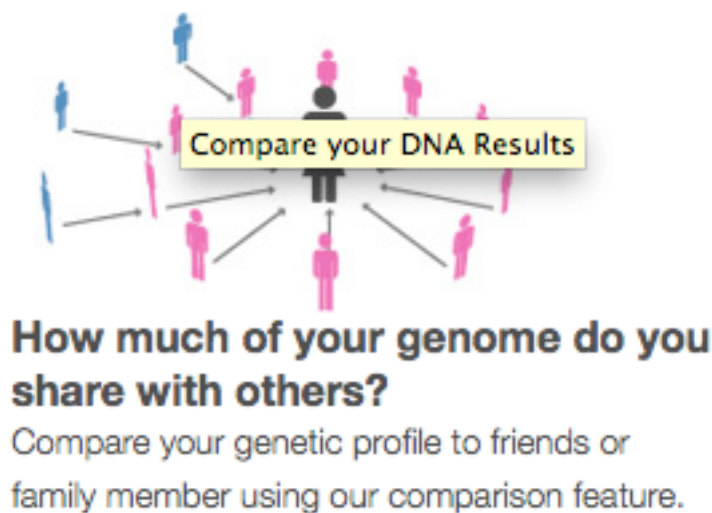 Compare your DNA Results
How much of your genome do you
share with others?
Compare your genetic profile to friends or
family member using our comparison feature.